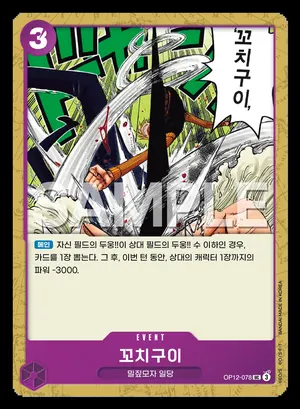 3
꼬치구이,
SAMPLE
메인 자신 필드의 두웅!!이 상대 필드의 두웅!! 수 이하인 경우,
카드를 1장 뽑는다. 그 후, 이번 턴 동안, 상대의 캐릭터 1장까지의
파워 -3000.
EVENT
꼬치구이
밀짚모자 일당
OP12-078 UC 3